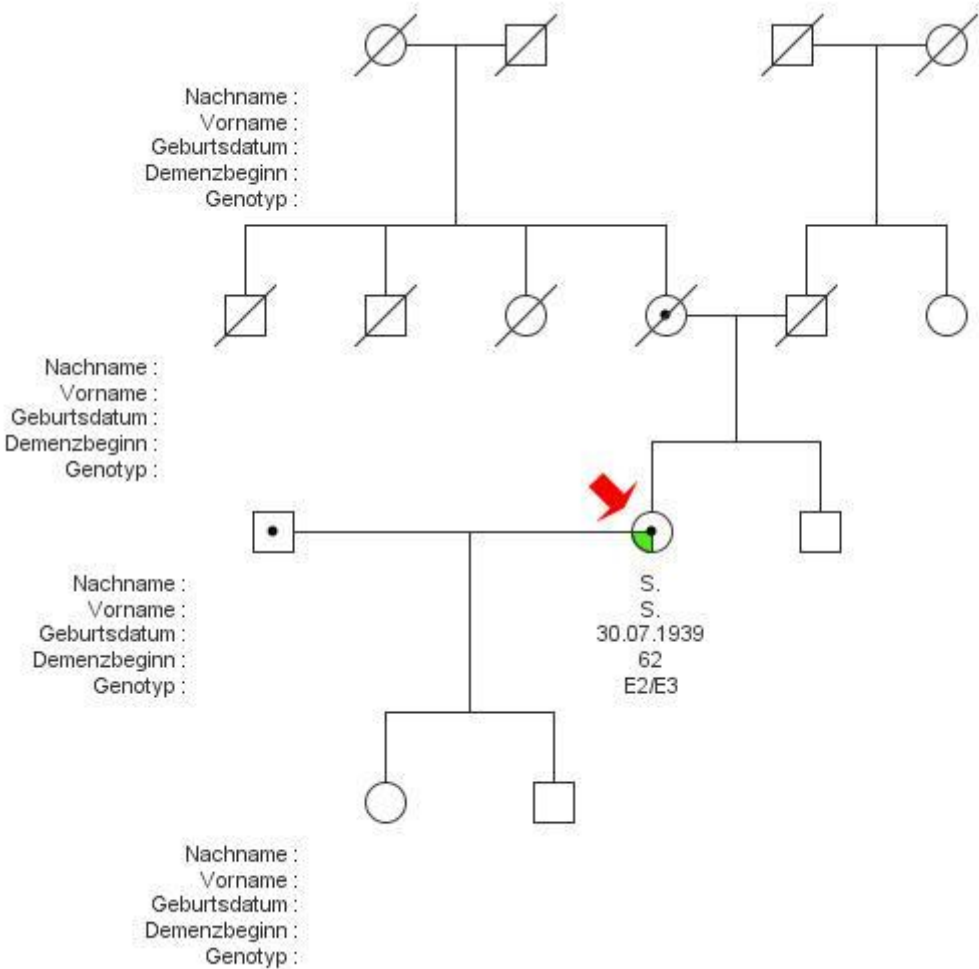 Nachname :
Vorname :
Geburtsdatum :
Demenzbeginn :
Genotyp :
Nachname :
Vorname :
Geburtsdatum :
Demenzbeginn :
Genotyp :
Nachname : S.
Vorname : S.
Geburtsdatum : 30.07.1939
Demenzbeginn : 62
Genotyp : E2/E3
Nachname :
Vorname :
Geburtsdatum :
Demenzbeginn :
Genotyp :